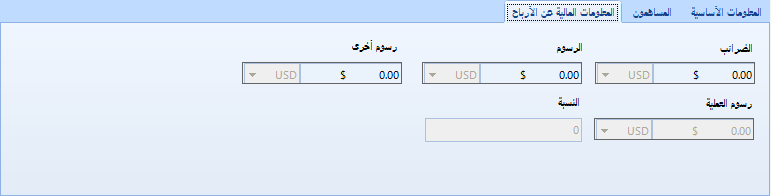 المعلومات الأساسية المساهمون المعلومات المالية عن الأرباح
الضرائب الرسوم رسوم أخرى
0.00 $ USD 0.00 $ USD 0.00 $ USD
رسوم العملية النسبة
0.00 $ USD 0